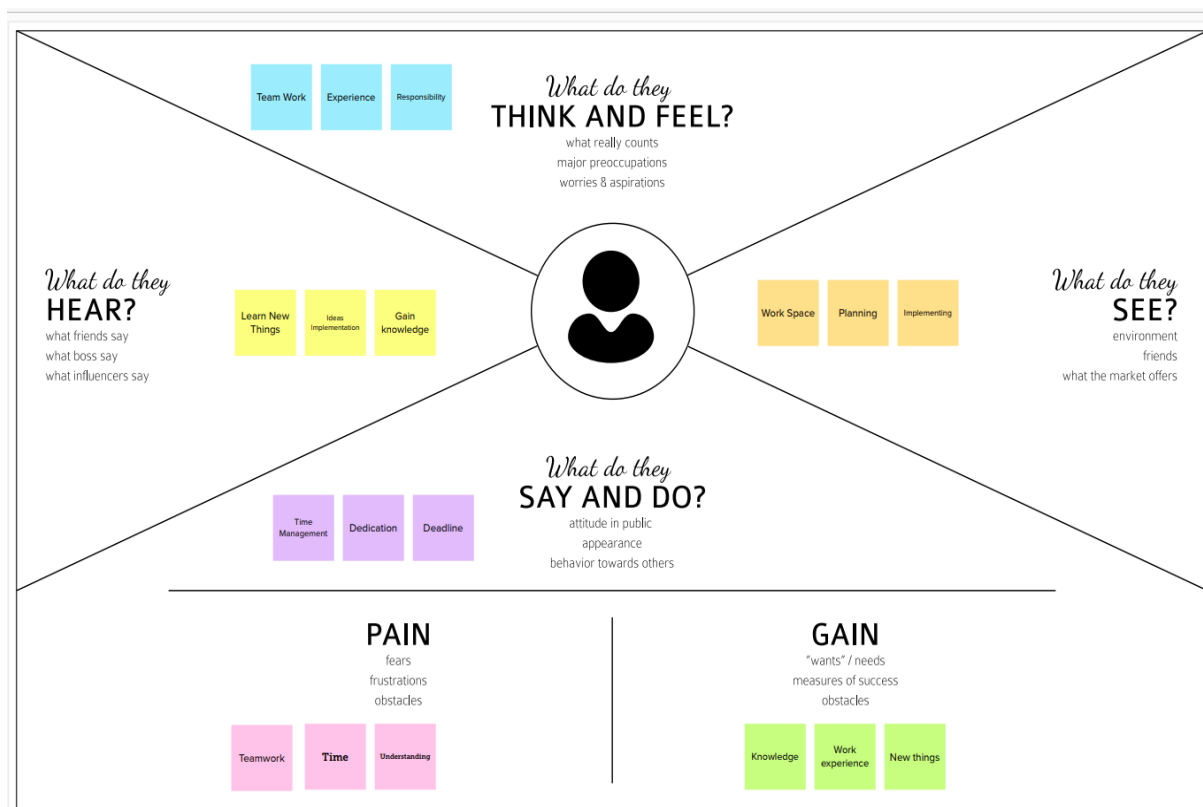 Team Work
Experience
Responsibility
What do they
THINK AND FEEL?
what really counts
major preoccupations
worries & aspirations
What do they
HEAR?
what friends say
what boss say
what influencers say
Learn New
Things
Ideas
Implementation
Gain
knowledge
Work Space
Planning
Implementing
What do they
SEE?
environment
friends
what the market offers
What do they
SAY AND DO?
attitude in public
appearance
behavior towards others
Time
Management
Dedication
Deadline
PAIN
fears
frustrations
obstacles
Teamwork
Time
Understanding
GAIN
"wants" / needs
measures of success
obstacles
Knowledge
Work
experience
New things